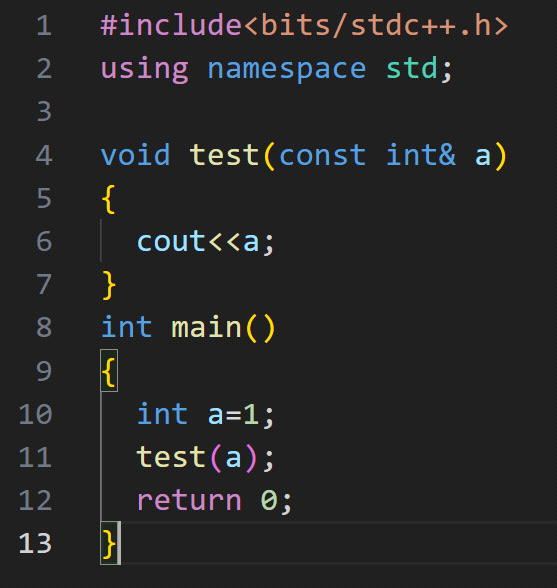 1 #include<bits/stdc++.h>
2 using namespace std;
3
4 void test(const int& a)
5 {
6   cout<<a;
7 }
8 int main()
9 {
10   int a=1;
11   test(a);
12   return 0;
13 }